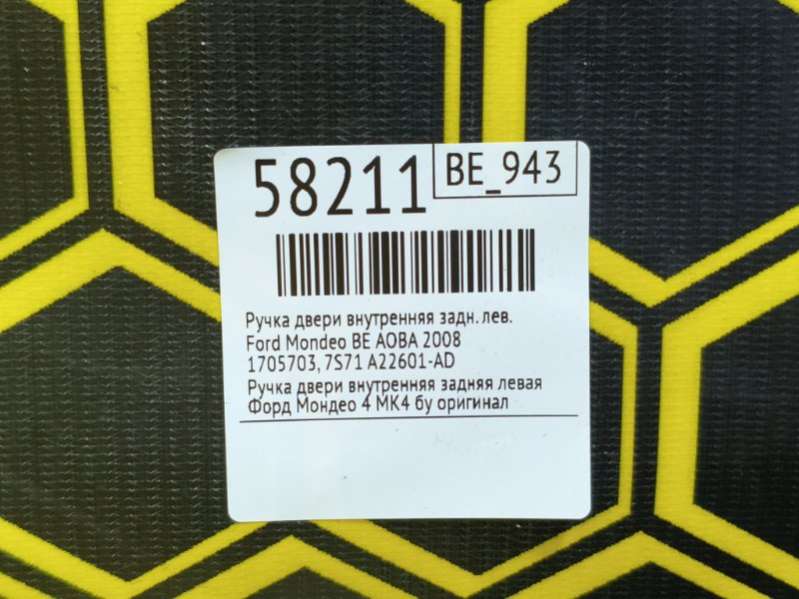 58211
BE_943
Ручка двери внутренняя задн. лев.
Ford Mondeo BE AOBA 2008
1705703, 7S71 A22601-AD
Ручка двери внутренняя задняя левая
Форд Мондео 4 МК4 бу оригинал